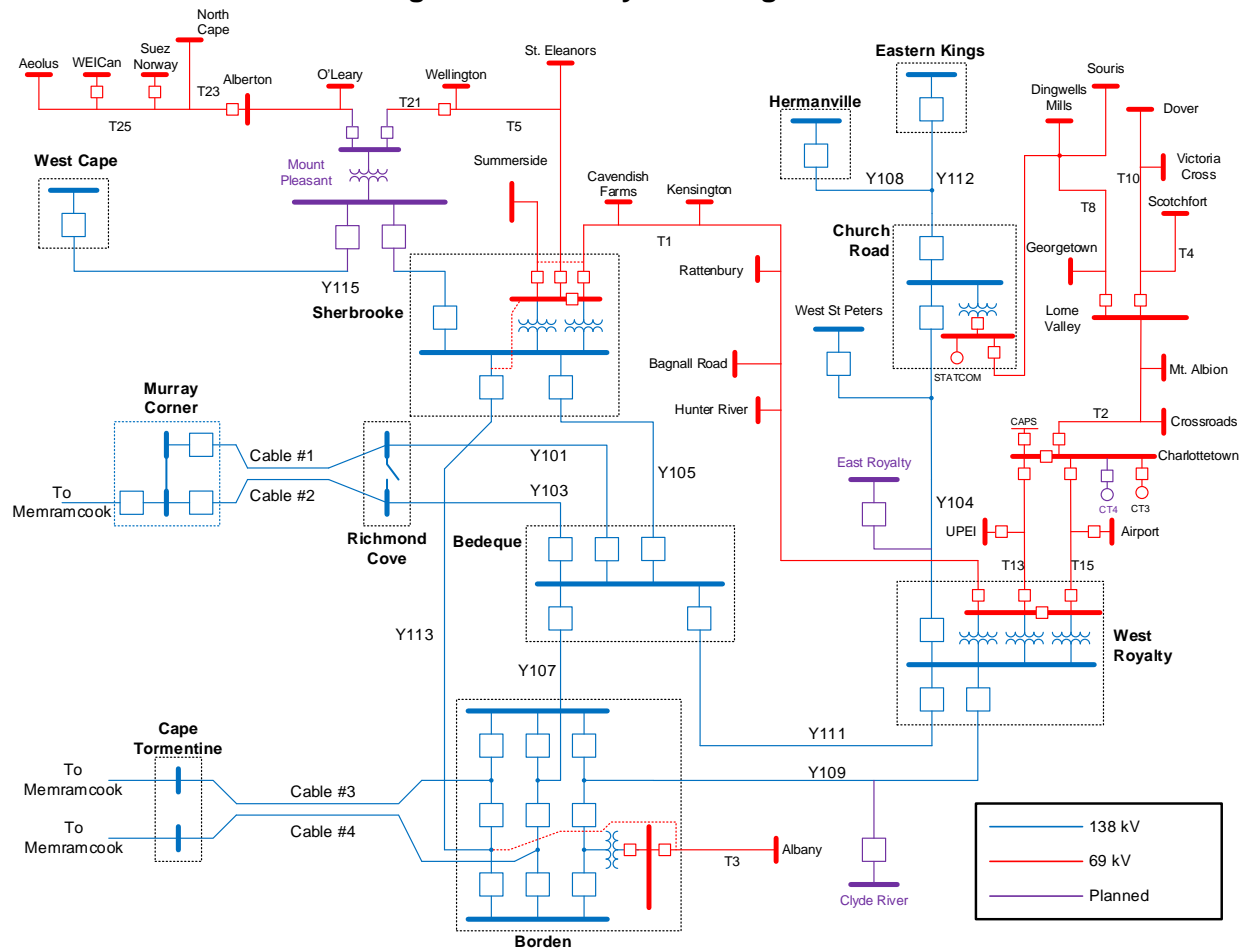 North
Cape
St. Eleanors
Suez
Norway
Aeolus
WEICan
Alberton
O'Leary
Wellington
Eastern Kings
Souris
Dingwells
Mills
Hermanville
Dover
T23
T21
T25
T5
West Cape
Mount
Pleasant
Summerside
Cavendish
Farms
Kensington
Y108
Y112
T10
Victoria
Cross
T8
Scotchfort
T4
T1
Church
Road
Georgetown
Rattenbury
Y115
Sherbrooke
West St Peters
Lorne
Valley
Bagnall Road
STATCOM
Mt. Albion
Murray
Corner
Hunter River
T2
CAPS
Crossroads
Cable #1
Y101
Y105
Charlottetown
East Royalty
To
Memramcook
Cable #2
Y103
Y104
CT4
CT3
Richmond
Cove
Bedeque
UPEI
Airport
T13
T15
Y113
West
Royalty
Y107
Cape
Tormentine
Y111
To
Memramcook
Cable #3
Y109
To
Memramcook
Cable #4
138 kV
69 kV
Planned
T3
Albany
Clyde River
Borden